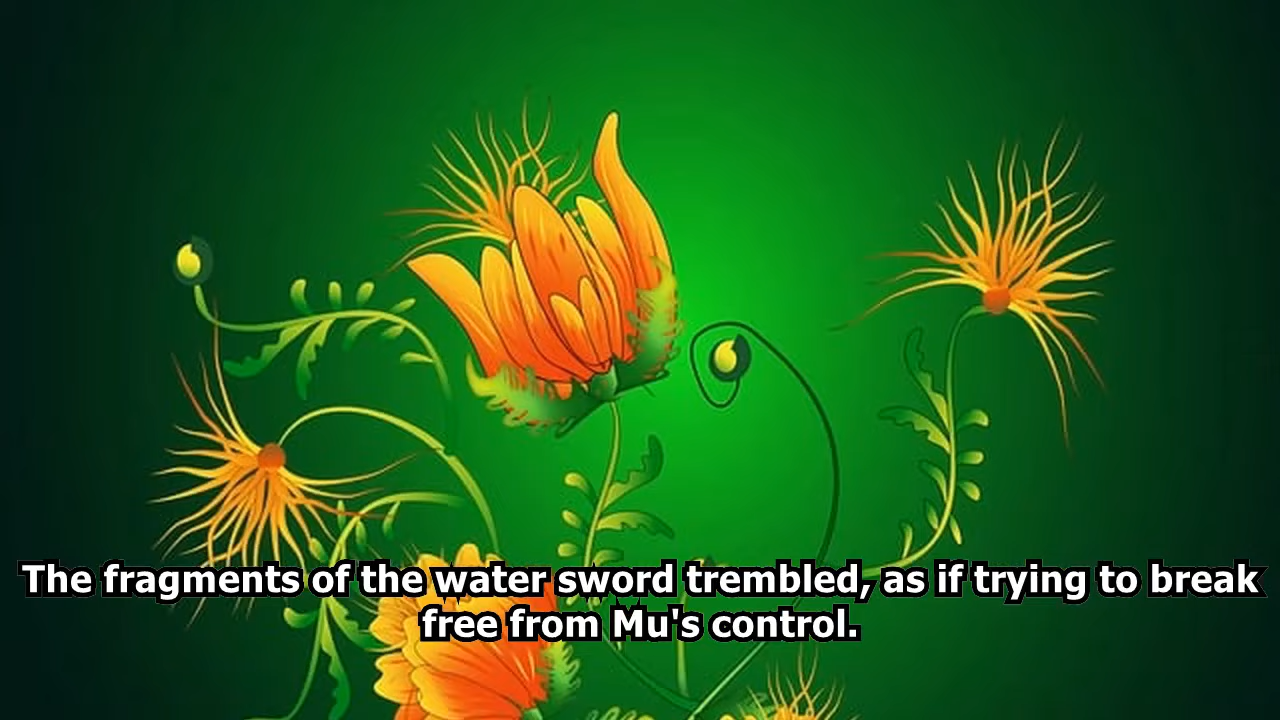 The fragments of the water sword trembled, as if trying to break
free from Mu's control.